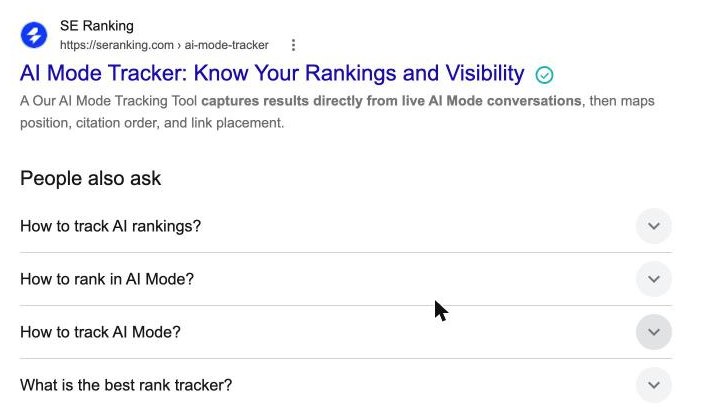 SE Ranking
https://seranking.com › ai-mode-tracker
AI Mode Tracker: Know Your Rankings and Visibility
A Our AI Mode Tracking Tool captures results directly from live AI Mode conversations, then maps
position, citation order, and link placement.
People also ask
How to track AI rankings?
How to rank in AI Mode?
How to track AI Mode?
What is the best rank tracker?